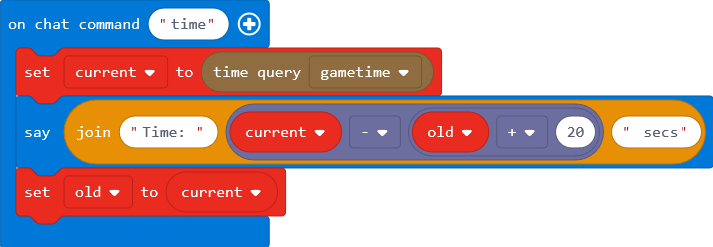 on chat command "time"
set current to time query gametime
say join "Time: " current - old + 20 " secs"
set old to current